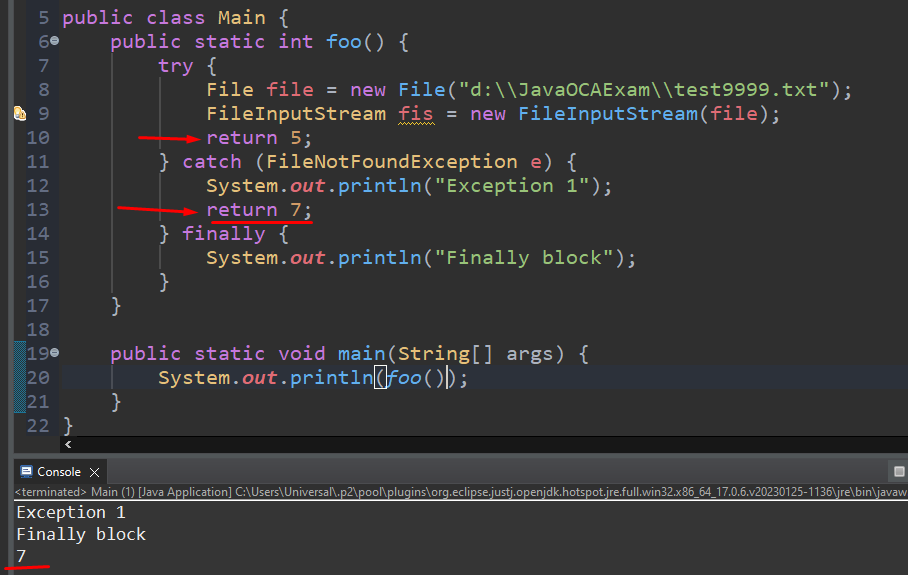 5 public class Main {
6 public static int foo() {
7 try {
8 File file = new File("d:\\JavaOCAExam\\test9999.txt");
9 FileInputStream fis = new FileInputStream(file);
10 return 5;
11 } catch (FileNotFoundException e) {
12 System.out.println("Exception 1");
13 return 7;
14 } finally {
15 System.out.println("Finally block");
16 }
17 }
18
19 public static void main(String[] args) {
20 System.out.println(foo());
21 }
22 }
Console
<terminated> Main (1) [Java Application] C:\Users\Universal\.p2\pool\plugins\org.eclipse.justj.openjdk.hotspot.jre.full.win32.x86_64_17.0.6.v20230125-1136\jre\bin\javaw
Exception 1
Finally block
7